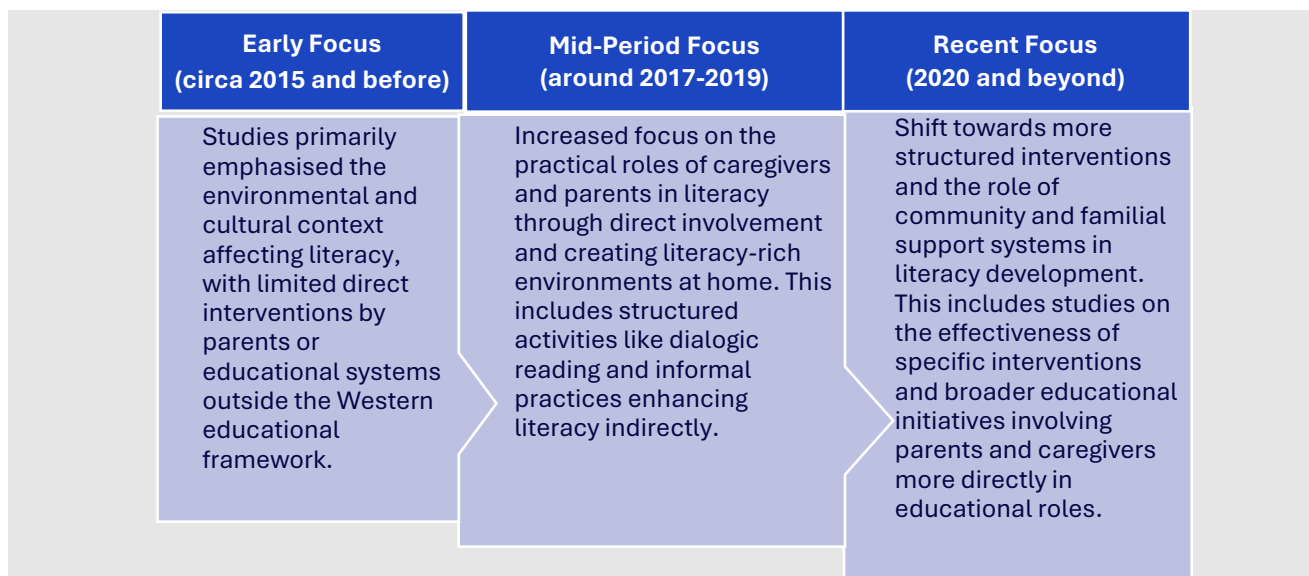 Early Focus
(circa 2015 and before)
Studies primarily
emphasised the
environmental and
cultural context
affecting literacy,
with limited direct
interventions by
parents or
educational systems
outside the Western
educational
framework.
Mid-Period Focus
(around 2017-2019)
Increased focus on the
practical roles of caregivers
and parents in literacy
through direct involvement
and creating literacy-rich
environments at home. This
includes structured
activities like dialogic
reading and informal
practices enhancing
literacy indirectly.
Recent Focus
(2020 and beyond)
Shift towards more
structured interventions
and the role of
community and familial
support systems in
literacy development.
This includes studies on
the effectiveness of
specific interventions
and broader educational
initiatives involving
parents and caregivers
more directly in
educational roles.